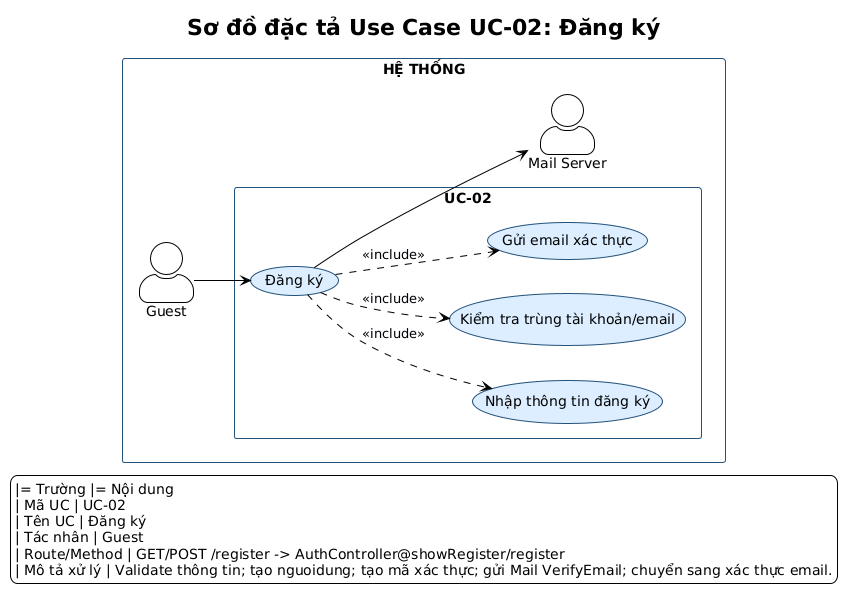 Sơ đồ đặc tả Use Case UC-02: Đăng ký
HỆ THỐNG
Mail Server
UC-02
Gửi email xác thực
«include»
Đăng ký
Guest
«include»
Kiểm tra trùng tài khoản/email
«include»
Nhập thông tin đăng ký
|= Trường |= Nội dung
| Mã UC | UC-02
| Tên UC | Đăng ký
| Tác nhân | Guest
| Route/Method | GET/POST /register -> AuthController@showRegister/register
| Mô tả xử lý | Validate thông tin; tạo nguoidung; tạo mã xác thực; gửi Mail VerifyEmail; chuyển sang xác thực email.